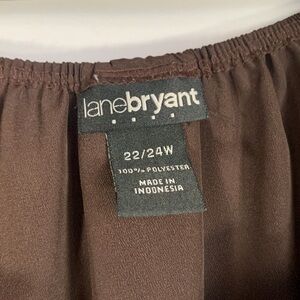 lanebryant
22/24W
100% POLYESTER
MADE IN
INDONESIA